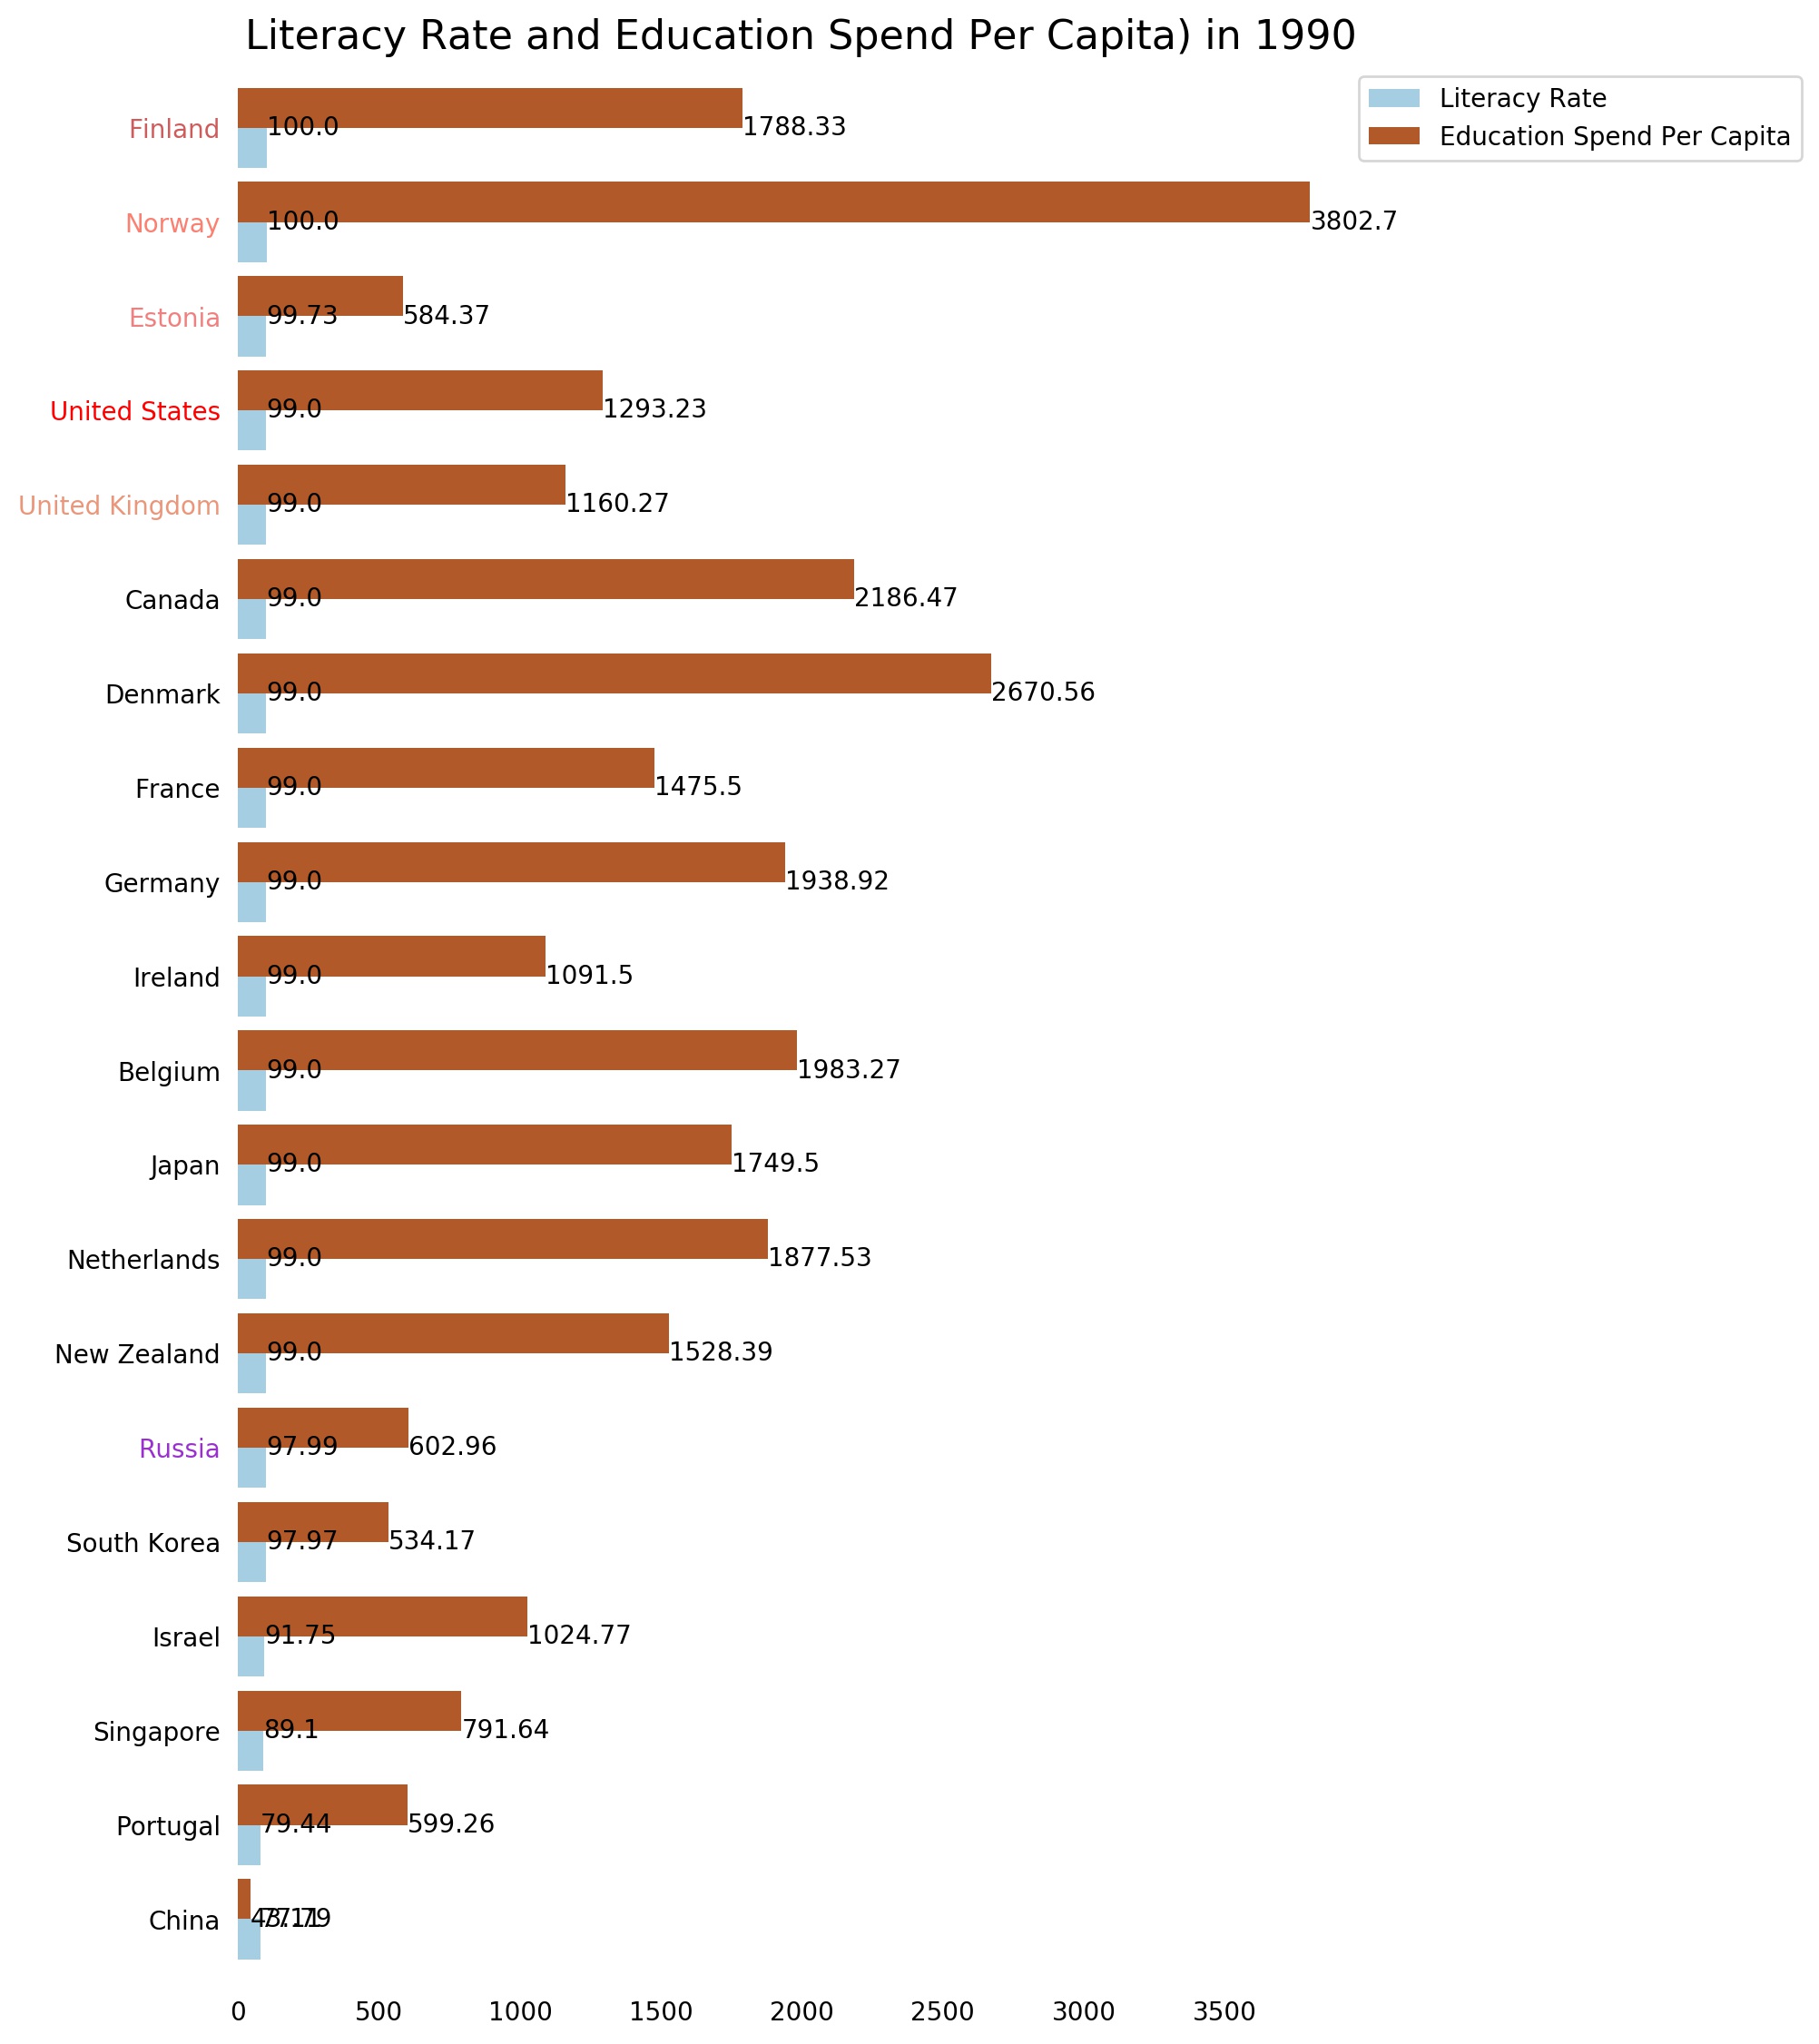 Literacy Rate and Education Spend Per Capita) in 1990
Literacy Rate
Education Spend Per Capita
Finland 100.0 1788.33
Norway 100.0 3802.7
Estonia 99.73 584.37
United States 99.0 1293.23
United Kingdom 99.0 1160.27
Canada 99.0 2186.47
Denmark 99.0 2670.56
France 99.0 1475.5
Germany 99.0 1938.92
Ireland 99.0 1091.5
Belgium 99.0 1983.27
Japan 99.0 1749.5
Netherlands 99.0 1877.53
New Zealand 99.0 1528.39
Russia 97.99 602.96
South Korea 97.97 534.17
Israel 91.75 1024.77
Singapore 89.1 791.64
Portugal 79.44 599.26
China
0 500 1000 1500 2000 2500 3000 3500